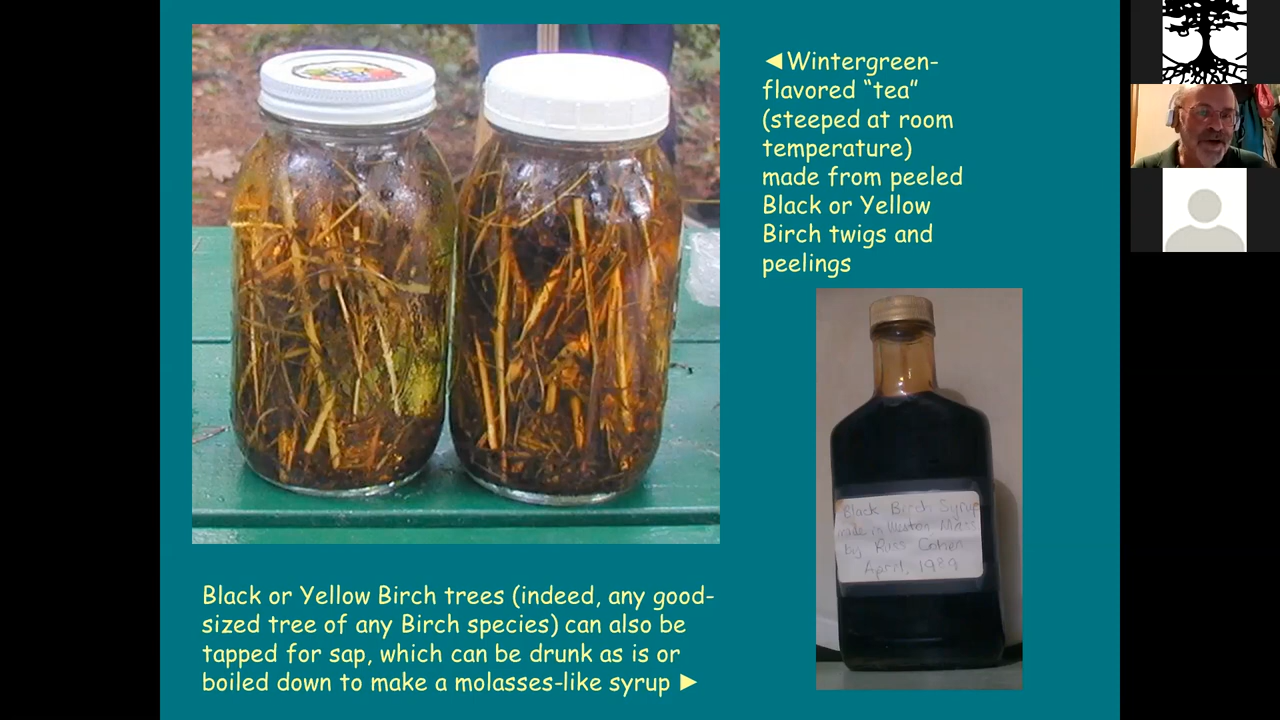 ◄Wintergreen-
flavored “tea”
(steeped at room
temperature)
made from peeled
Black or Yellow
Birch twigs and
peelings
Black Birch Syrup
made in Weston Mass
by Russ Cohen
April, 1989
Black or Yellow Birch trees (indeed, any good-
sized tree of any Birch species) can also be
tapped for sap, which can be drunk as is or
boiled down to make a molasses-like syrup ►